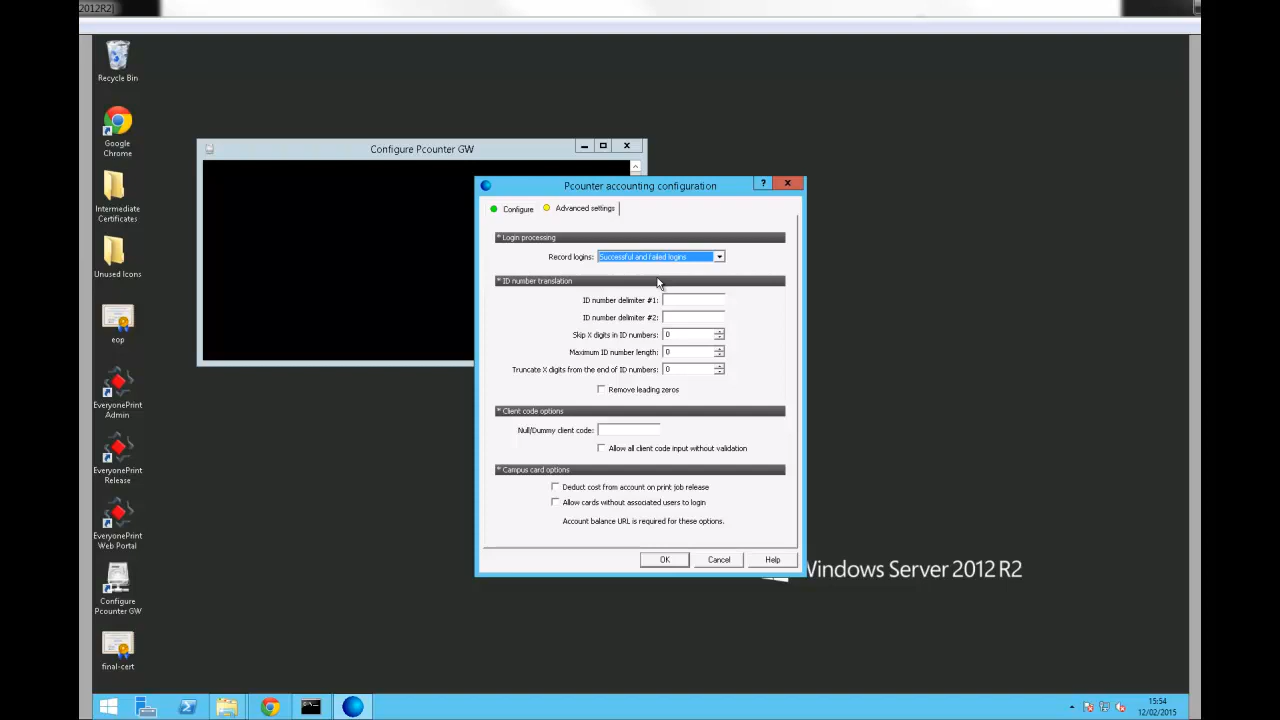 2012R2]
Recycle Bin
Google
Chrome
Intermediate
Certificates
Unused Icons
eop
EveryonePrint
Admin
EveryonePrint
Release
EveryonePrint
Web Portal
Configure
Pcounter GW
final-cert
Configure Pcounter GW
Pcounter accounting configuration
?
Configure
Advanced settings
* Login processing
Record logins: Successful and failed logins
* ID number translation
ID number delimiter #1:
ID number delimiter #2:
Skip X digits in ID numbers: 0
Maximum ID number length: 0
Truncate X digits from the end of ID numbers: 0
Remove leading zeros
* Client code options
Null/Dummy client code:
Allow all client code input without validation
* Campus card options
Deduct cost from account on print job release
Allow cards without associated users to login
Account balance URL is required for these options.
OK
Cancel
Help
Windows Server 2012 R2
15:54
12/02/2015